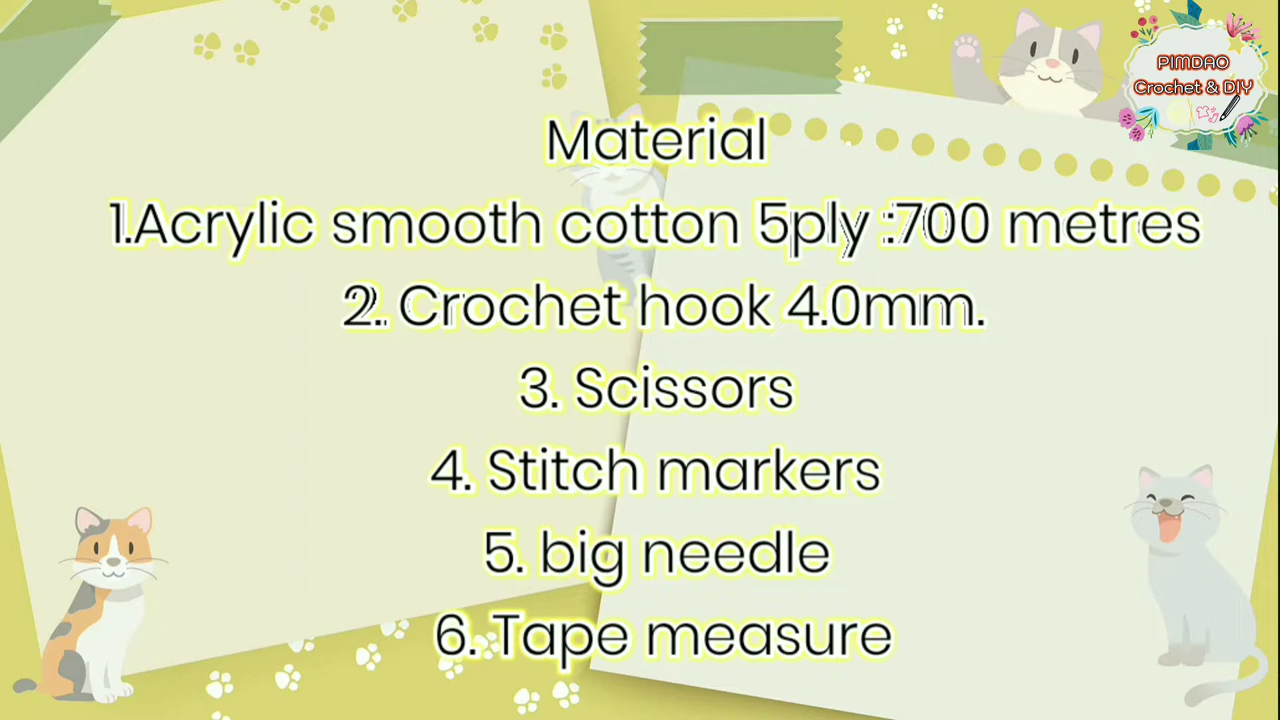 PIMDAO
Crochet & DIY
Material
1.Acrylic smooth cotton 5ply :700 metres
2. Crochet hook 4.0mm.
3. Scissors
4. Stitch markers
5. big needle
6. Tape measure